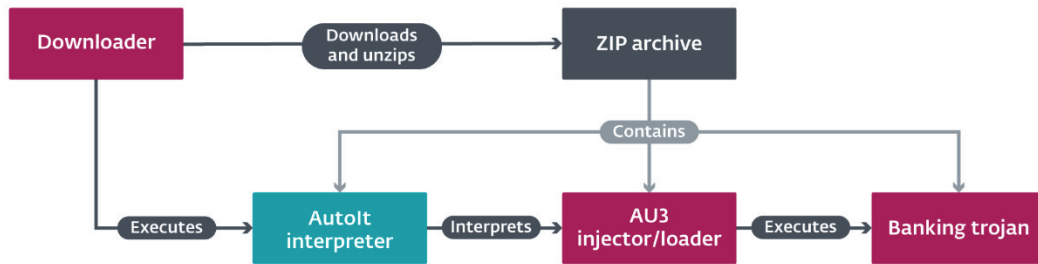 Downloader
Downloads
and unzips
ZIP archive
Contains
Executes
AutoIt
interpreter
Interprets
AU3
injector/loader
Executes
Banking trojan